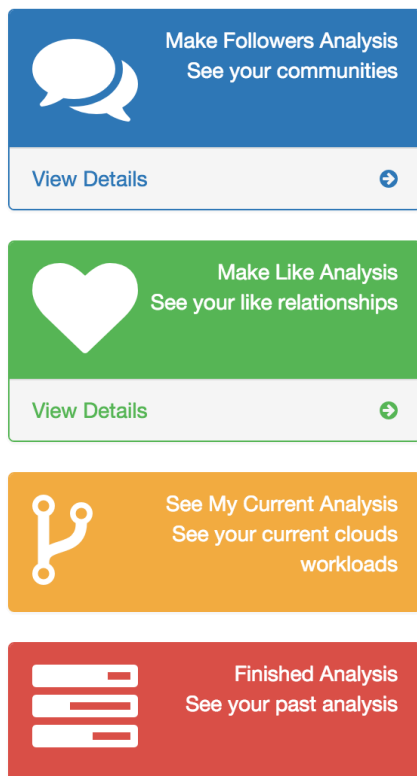 Make Followers Analysis
See your communities
View Details
Make Like Analysis
See your like relationships
View Details
See My Current Analysis
See your current clouds
workloads
Finished Analysis
See your past analysis